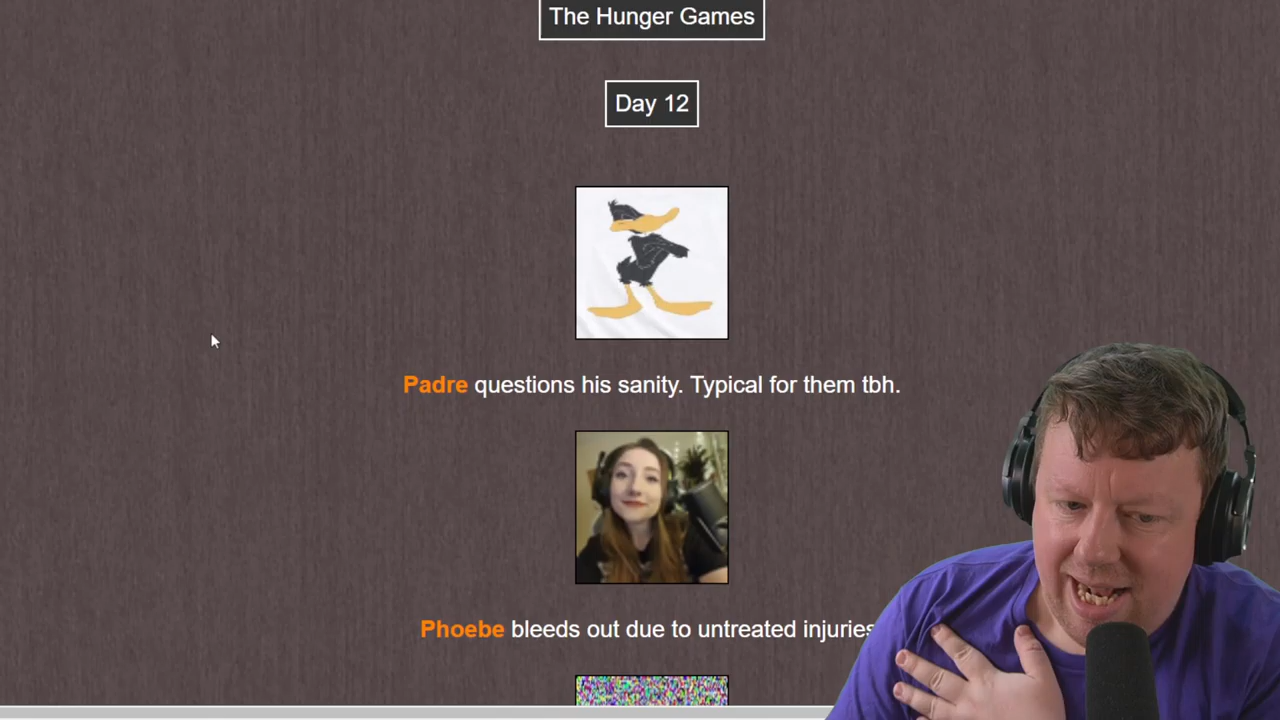 The Hunger Games
Day 12
Padre questions his sanity. Typical for them tbh.
Phoebe bleeds out due to untreated injuries